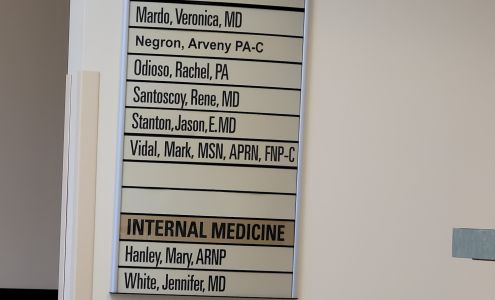 Mardo, Veronica, MD
Negron, Arveny PA-C
Odioso, Rachel, PA
Santoscoy, Rene, MD
Stanton,Jason,E.MD
Vidal, Mark, MSN, APRN, FNP-C
INTERNAL MEDICINE
Hanley, Mary, ARNP
White, Jennifer, MD